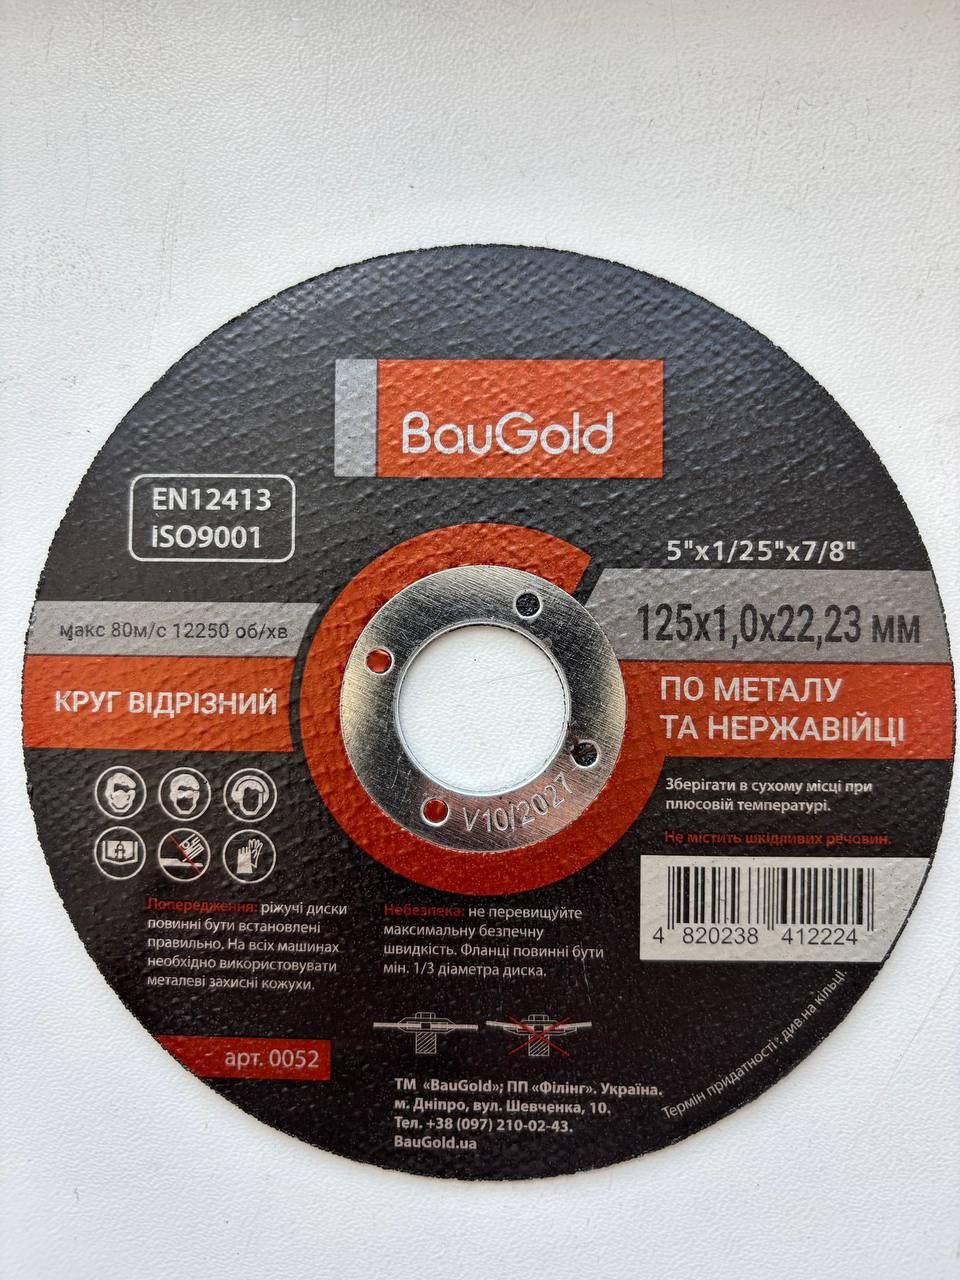 BauGold
EN12413
ISO9001
5"x1/25"x7/8"
макс 80м/с 12250 об/хв
125x1,0x22,23 мм
КРУГ ВІДРІЗНИЙ
ПО МЕТАЛУ
ТА НЕРЖАВІЙЦІ
V10/2027
Зберігати в сухому місці при
плюсовій температурі.
Не містить шкідливих речовин.
Попередження: ріжучі диски
повинні бути встановлені
правильно. На всіх машинах
необхідно використовувати
металеві захисні кожухи.
Небезпека: не перевищуйте
максимальну безпечну
швидкість. Фланці повинні бути
мін. 1/3 діаметра диска.
4 820238 412224
Термін придатності: див.на кільці.
арт. 0052
ТМ «BauGold»; ПП «Філінг». Україна.
м. Дніпро, вул. Шевченка, 10.
Тел. +38 (097) 210-02-43.
BauGold.ua